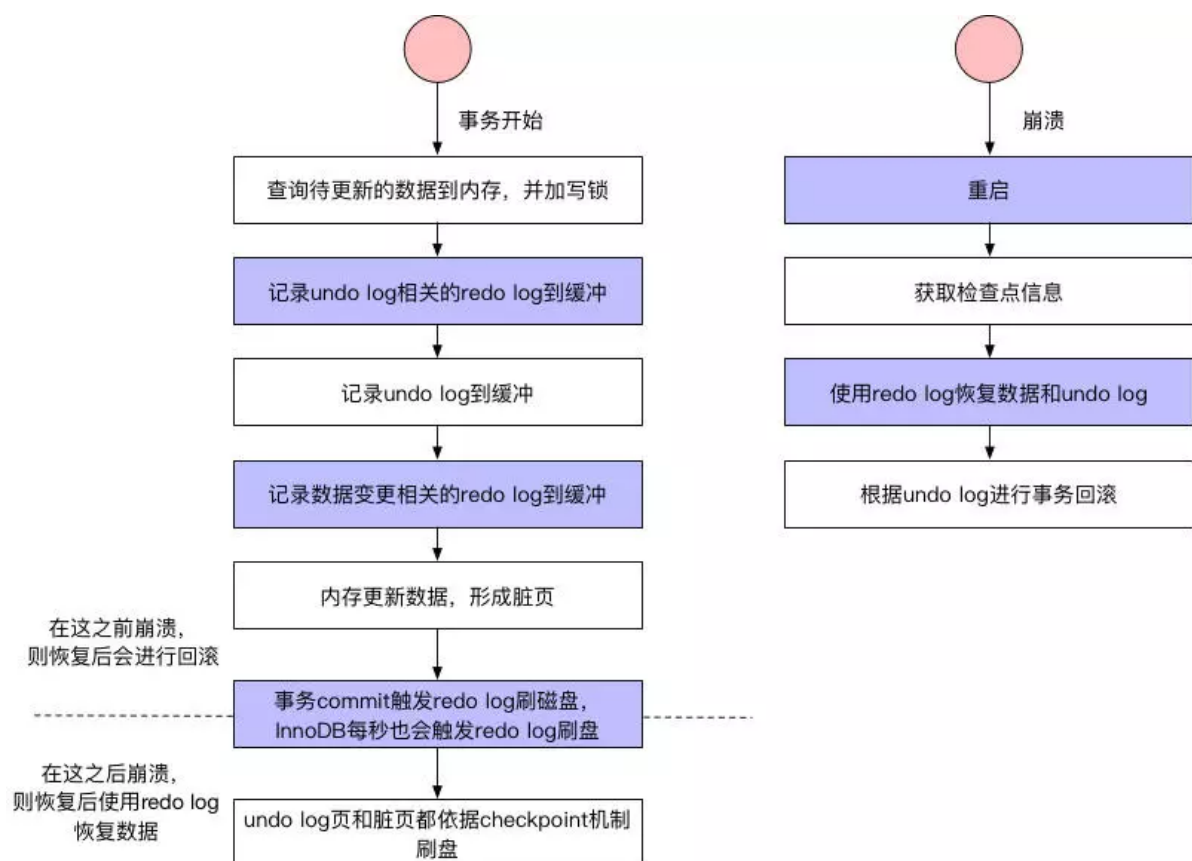 事务开始
查询待更新的数据到内存，并加写锁
记录undo log相关的redo log到缓冲
记录undo log到缓冲
记录数据变更相关的redo log到缓冲
内存更新数据，形成脏页
在这之前崩溃，
则恢复后会进行回滚
事务commit触发redo log刷磁盘，
InnoDB每秒也会触发redo log刷盘
在这之后崩溃，
则恢复后使用redo log
恢复数据
undo log页和脏页都依据checkpoint机制
刷盘
崩溃
重启
获取检查点信息
使用redo log恢复数据和undo log
根据undo log进行事务回滚